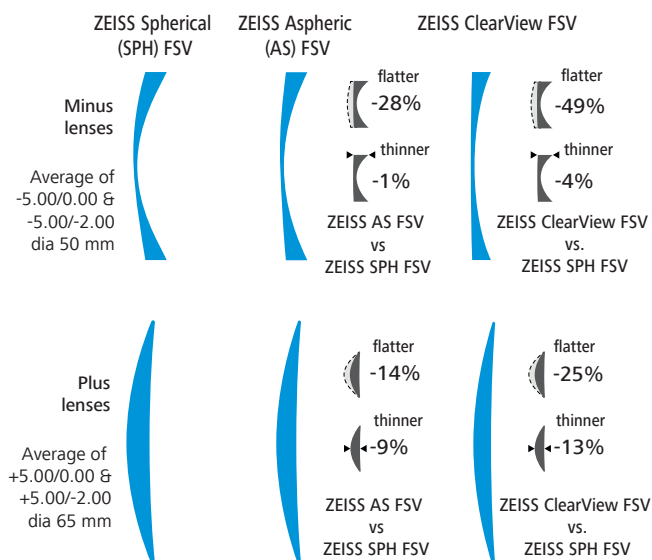 ZEISS Spherical
(SPH) FSV
ZEISS Aspheric
(AS) FSV
ZEISS ClearView FSV
Minus
lenses
Average of
-5.00/0.00 &
-5.00/-2.00
dia 50 mm
flatter
-28%
thinner
-1%
ZEISS AS FSV
vs
ZEISS SPH FSV
flatter
-49%
thinner
-4%
ZEISS ClearView FSV
vs.
ZEISS SPH FSV
Plus
lenses
Average of
+5.00/0.00 &
+5.00/-2.00
dia 65 mm
flatter
-14%
thinner
-9%
ZEISS AS FSV
vs
ZEISS SPH FSV
flatter
-25%
thinner
-13%
ZEISS ClearView FSV
vs.
ZEISS SPH FSV